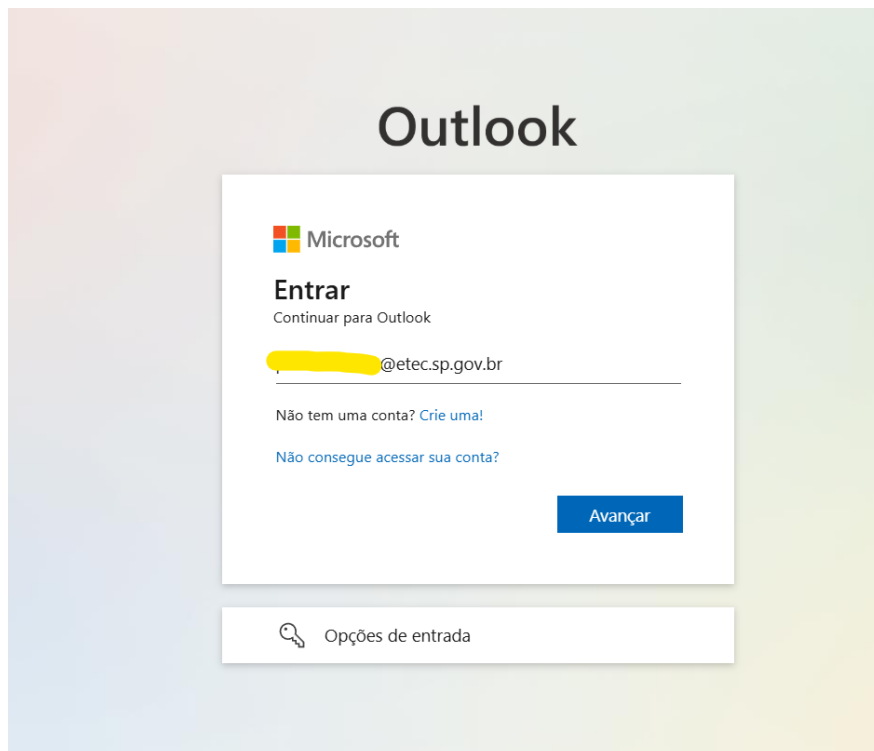 Outlook
Microsoft
Entrar
Continuar para Outlook
@etec.sp.gov.br
Não tem uma conta? Crie uma!
Não consegue acessar sua conta?
Avançar
Opções de entrada